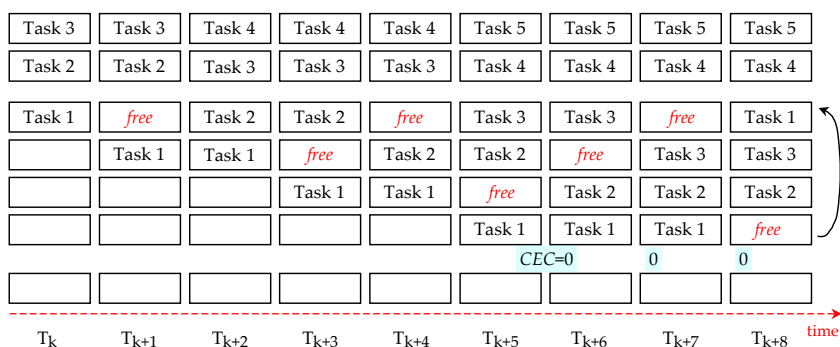 Task 3 Task 3 Task 4 Task 4 Task 4 Task 5 Task 5 Task 5 Task 5
Task 2 Task 2 Task 3 Task 3 Task 3 Task 4 Task 4 Task 4 Task 4
Task 1 free Task 2 Task 2 free Task 3 Task 3 free Task 1
Task 1 Task 1 free Task 2 Task 2 free Task 3 Task 3
Task 1 Task 1 free Task 2 Task 2 Task 2
Task 1 Task 1 Task 1 free
CEC=0 0 0
time
Tk Tk+1 Tk+2 Tk+3 Tk+4 Tk+5 Tk+6 Tk+7 Tk+8